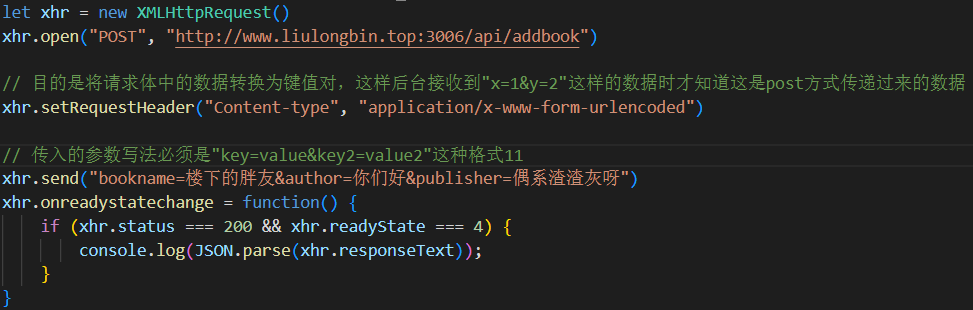 let xhr = new XMLHttpRequest()
xhr.open("POST", "http://www.liulongbin.top:3006/api/addbook")
// 目的是将请求体中的数据转换为键值对，这样后台接收到"x=1&y=2"这样的数据时才知道这是post方式传递过来的数据
xhr.setRequestHeader("Content-type", "application/x-www-form-urlencoded")
// 传入的参数写法必须是"key=value&key2=value2"这种格式11
xhr.send("bookname=楼下的胖友&author=你们好&publisher=偶系渣渣灰呀")
xhr.onreadystatechange = function() {
    if (xhr.status === 200 && xhr.readyState === 4) {
        console.log(JSON.parse(xhr.responseText));
    }
}